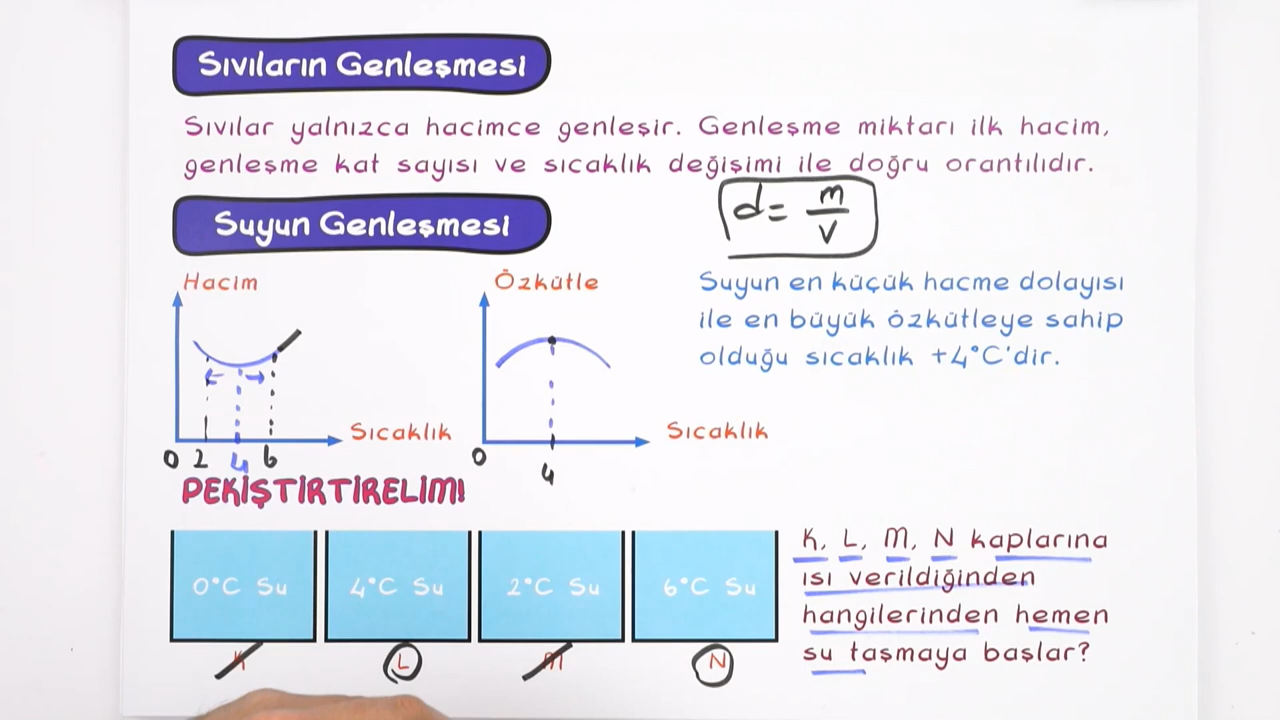 Sıvıların Genleşmesi
Sıvılar yalnızca hacimce genleşir. Genleşme miktarı ilk hacim,
genleşme kat sayısı ve sıcaklık değişimi ile doğru orantılıdır.
d = m/v
Suyun Genleşmesi
Hacim
Sıcaklık
0 2 4 6
Özkütle
Sıcaklık
0 4
Suyun en küçük hacme dolayısı
ile en büyük özkütleye sahip
olduğu sıcaklık +4°C'dir.
PEKİŞTİRTİRELİM!
0°C Su
4°C Su
2°C Su
6°C Su
K
L
M
N
K, L, M, N kaplarına
ısı verildiğinden
hangilerinden hemen
su taşmaya başlar?